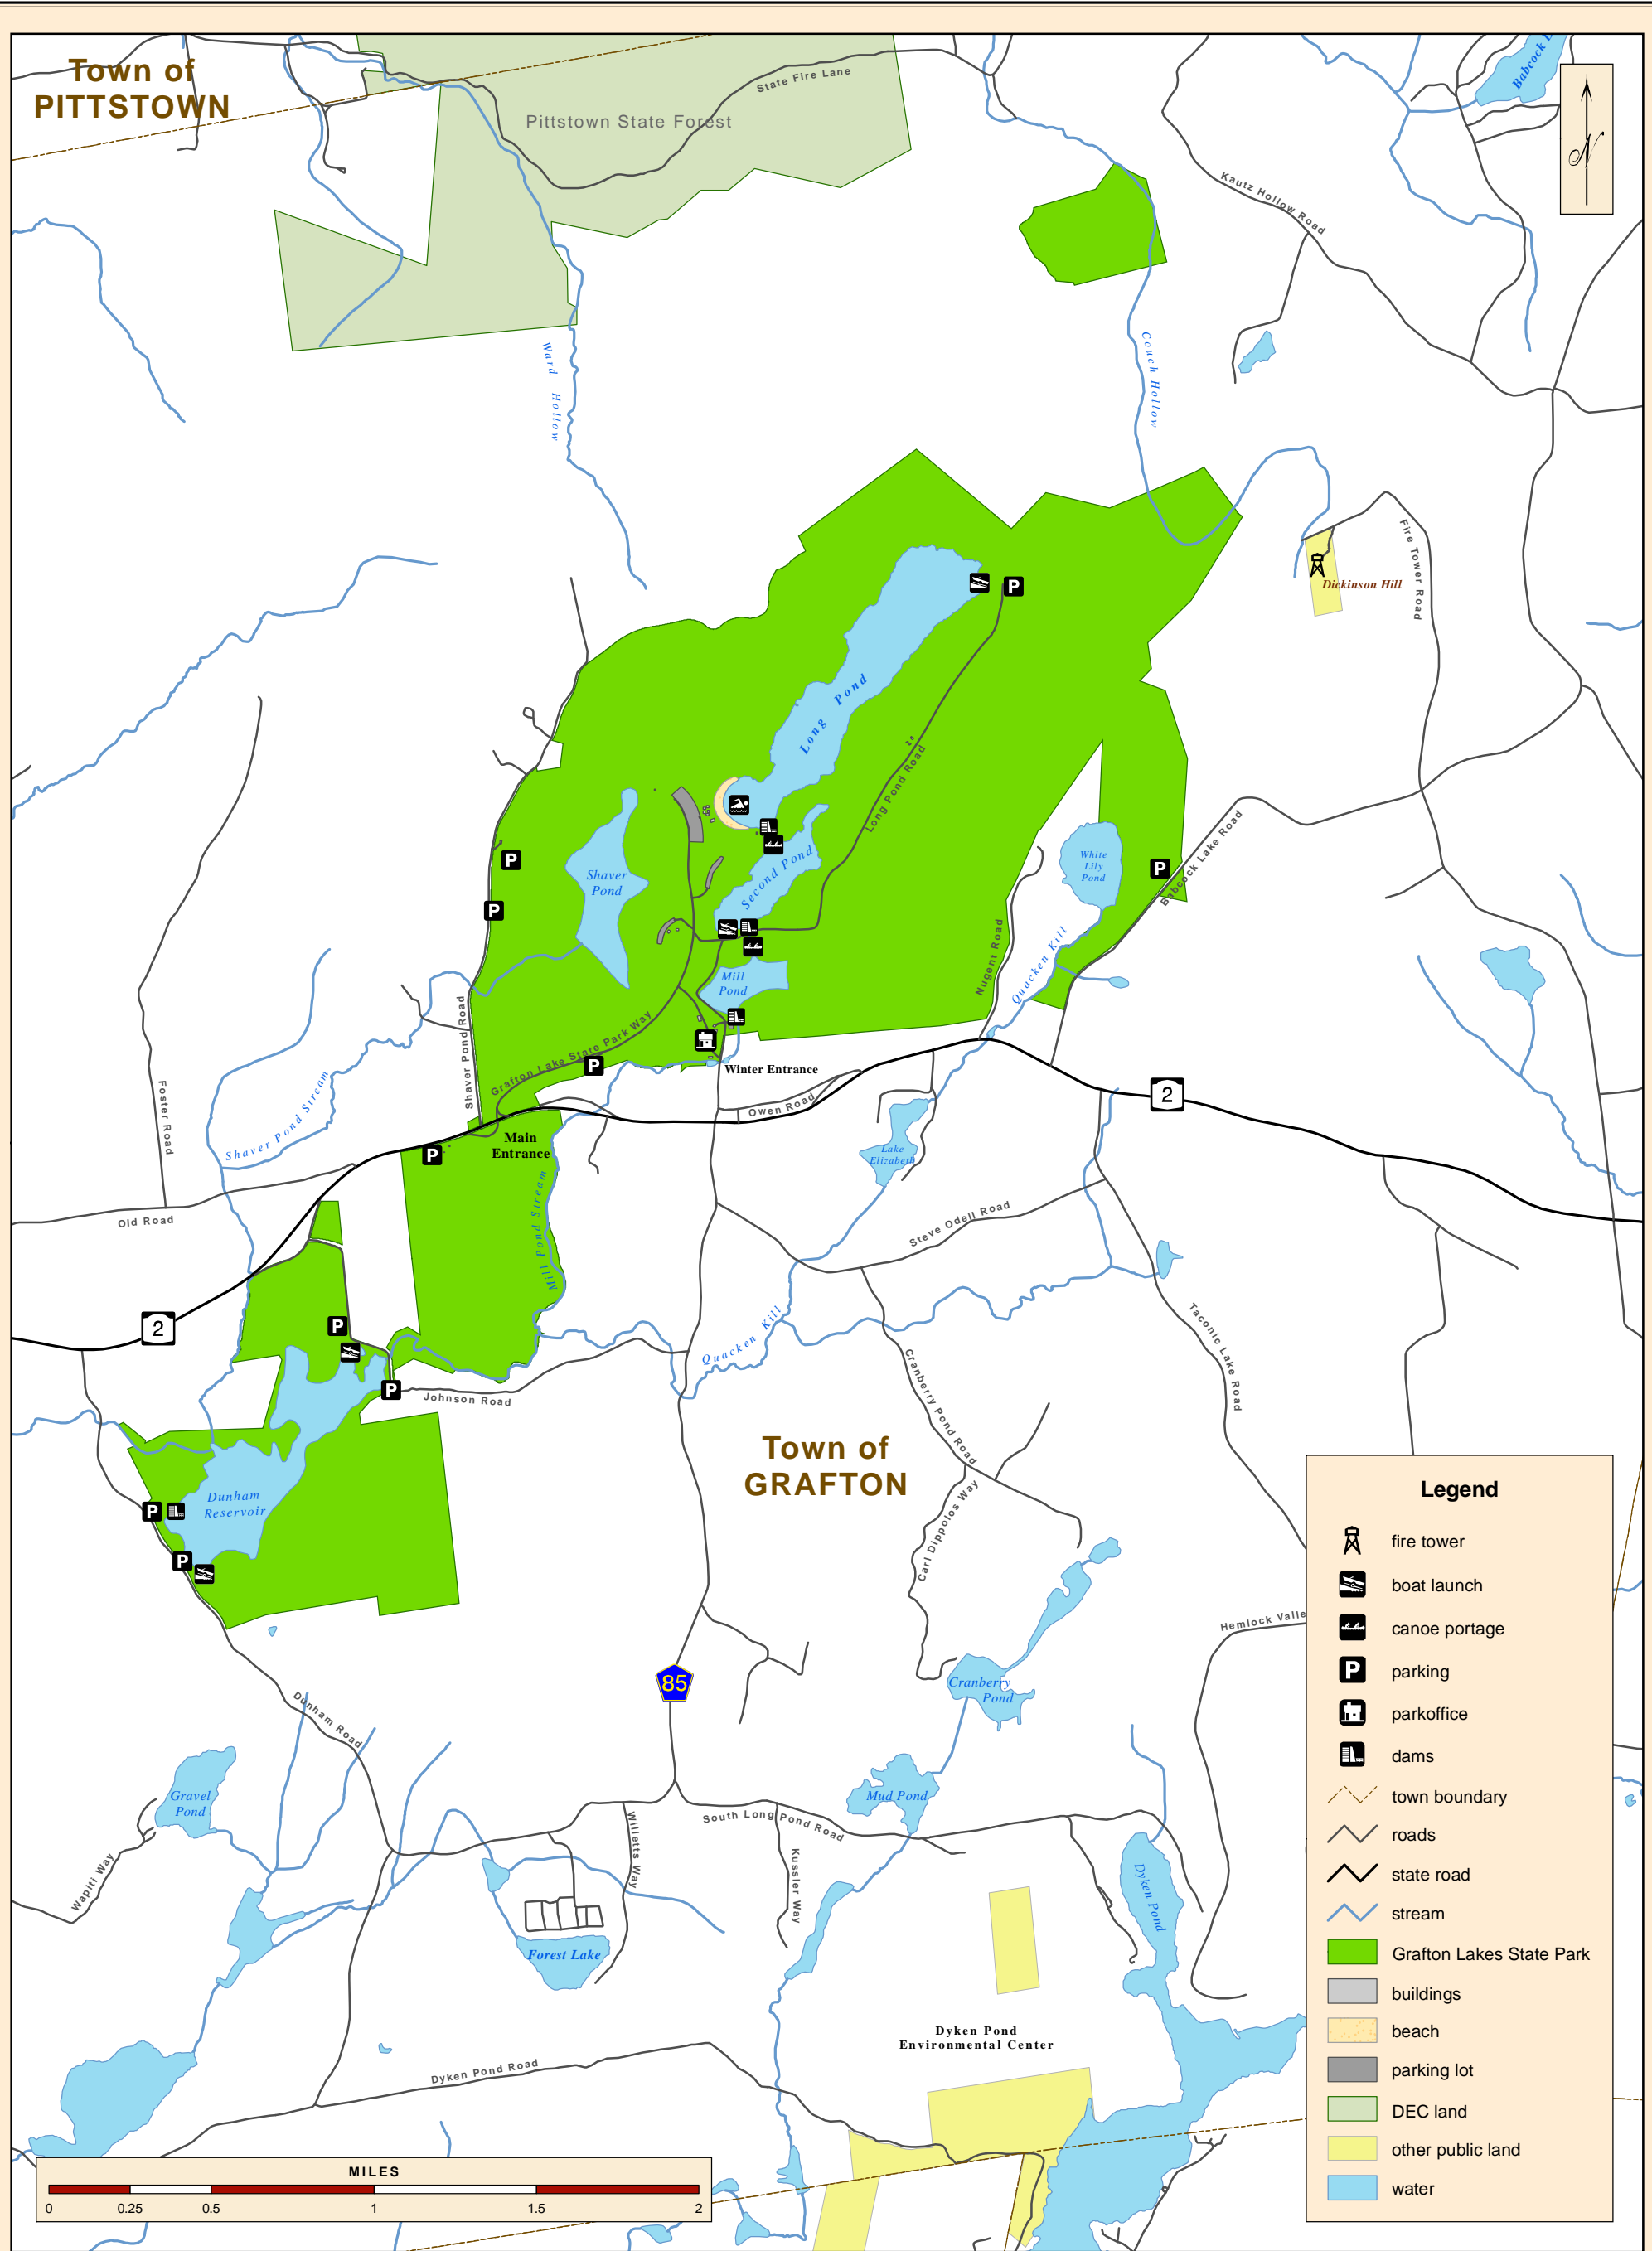 Town of
PITTSTOWN
Pittstown State Forest
State Fire Lane
Babcock
Kautz Hollow Road
Ward Hollow
Couch Hollow
Fire Tower Road
Dickinson Hill
Long Pond
Long Pond Road
Shaver
Pond
Second Pond
White
Lily
Pond
Babcock Lake Road
Mill
Pond
Nugent Road
Quacken Kill
Shaver Pond Road
Grafton Lake State Park Way
Winter Entrance
Owen Road
2
Foster Road
Shaver Pond Stream
Main
Entrance
Lake
Elizabeth
Mill Pond Stream
Old Road
Steve Odell Road
2
Quacken Kill
Taconic Lake Road
Cranberry Pond Road
Johnson Road
Town of
GRAFTON
Dunham
Reservoir
Carl Dippolos Way
Hemlock Valle
85
Cranberry
Pond
Dunham Road
Gravel
Pond
Mud Pond
South Long Pond Road
Willetts Way
Kussler Way
Wapiti Way
Dyken Pond
Forest Lake
Dyken Pond
Environmental Center
Dyken Pond Road
P
P
P
P
P
P
P
P
P
P
N
Legend
fire tower
boat launch
canoe portage
P parking
parkoffice
dams
town boundary
roads
state road
stream
Grafton Lakes State Park
buildings
beach
parking lot
DEC land
other public land
water
MILES
0 0.25 0.5 1 1.5 2